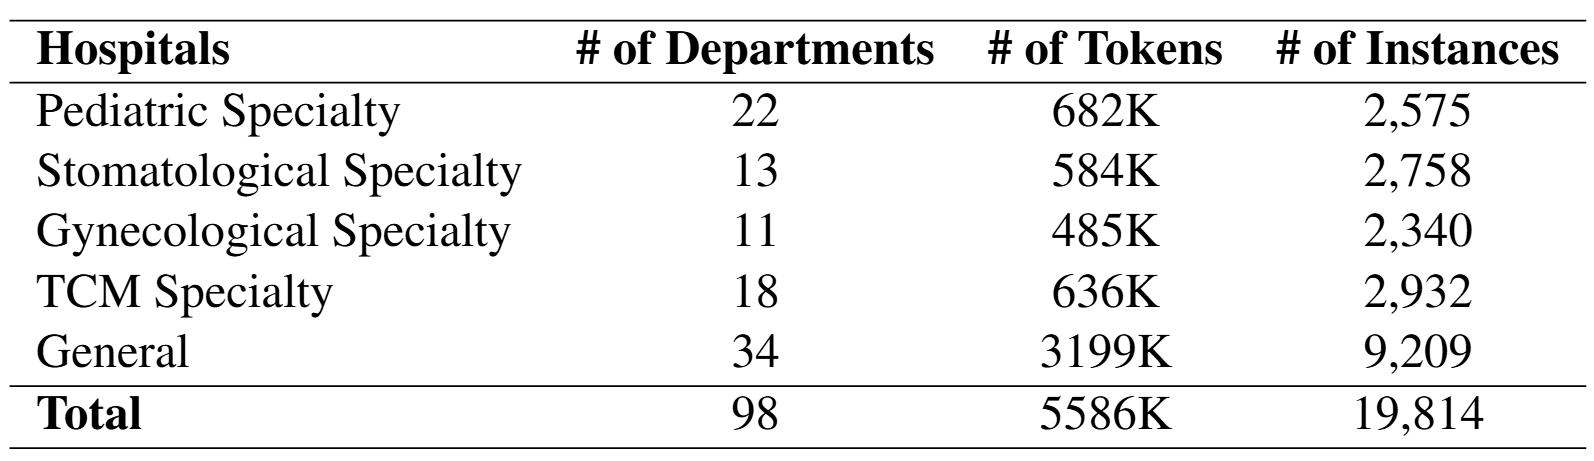 Hospitals # of Departments # of Tokens # of Instances
Pediatric Specialty 22 682K 2,575
Stomatological Specialty 13 584K 2,758
Gynecological Specialty 11 485K 2,340
TCM Specialty 18 636K 2,932
General 34 3199K 9,209
Total 98 5586K 19,814